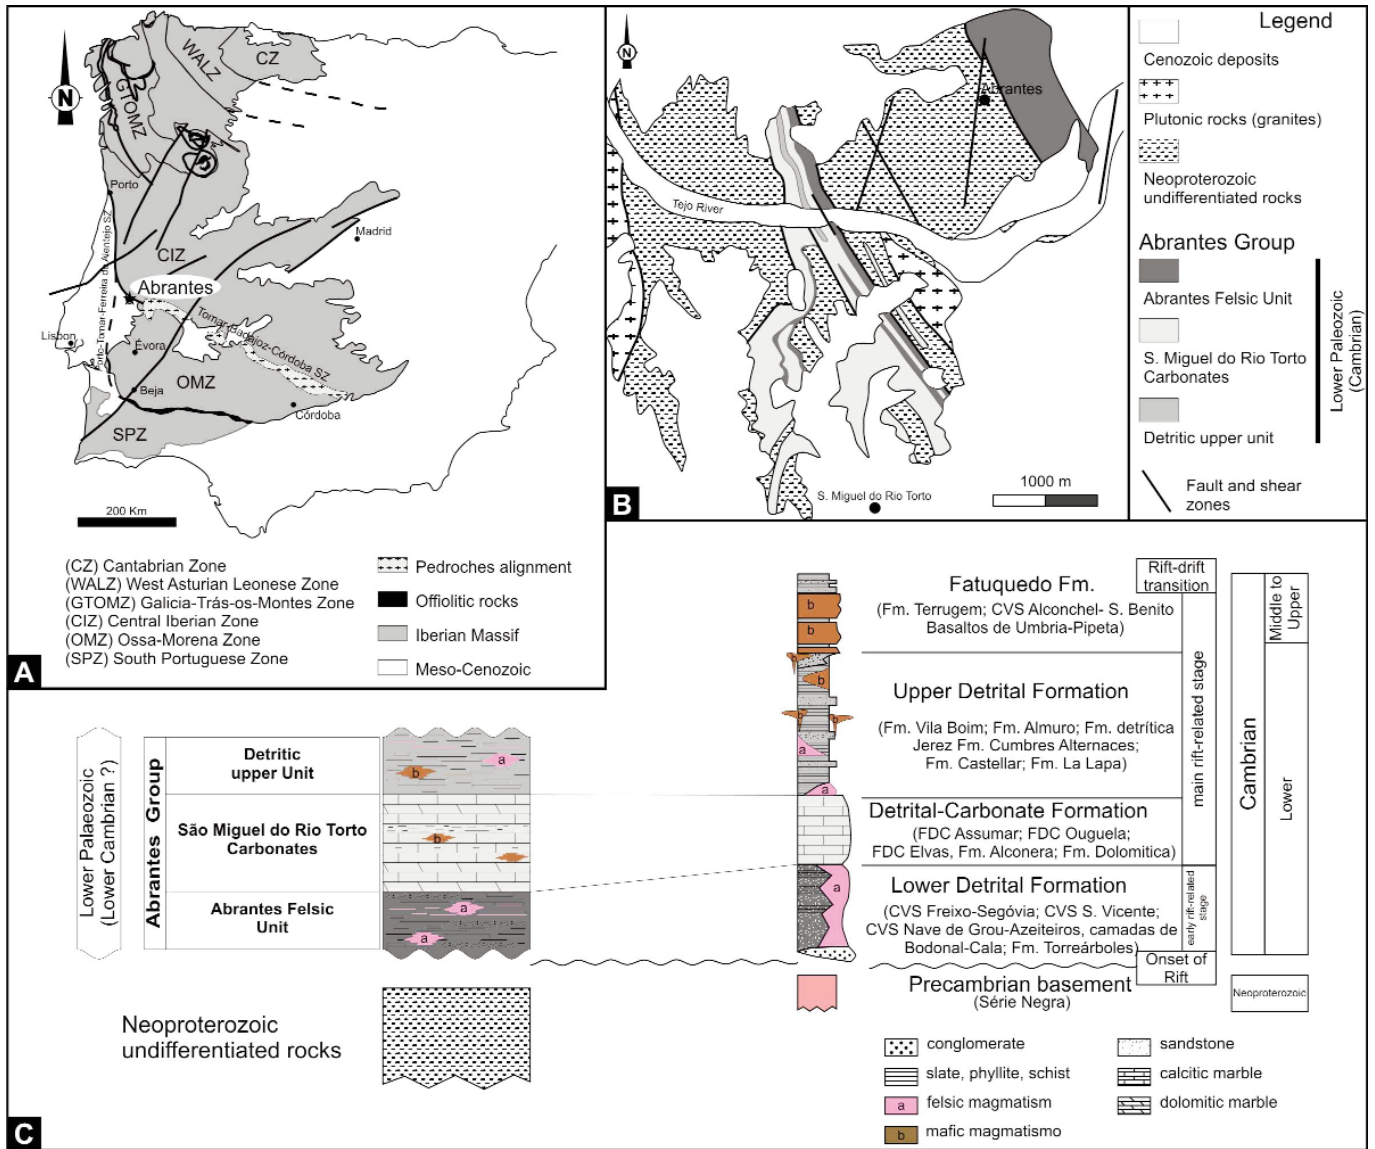 WALZ
CZ
GTOMZ
N
Porto
Madrid
CIZ
Abrantes
Porto-Tomar-Ferreira do Alentejo SZ
Tomar-Badajoz-Córdoba SZ
Lisbon
Évora
OMZ
Beja
Córdoba
SPZ
200 Km
(CZ) Cantabrian Zone
(WALZ) West Asturian Leonese Zone
(GTOMZ) Galicia-Trás-os-Montes Zone
(CIZ) Central Iberian Zone
(OMZ) Ossa-Morena Zone
(SPZ) South Portuguese Zone
Pedroches alignment
Offiolitic rocks
Iberian Massif
Meso-Cenozoic
A
N
Abrantes
Tejo River
1000 m
S. Miguel do Rio Torto
B
Legend
Cenozoic deposits
Plutonic rocks (granites)
Neoproterozoic
undifferentiated rocks
Abrantes Group
Abrantes Felsic Unit
S. Miguel do Rio Torto
Carbonates
Detritic upper unit
Lower Paleozoic
(Cambrian)
Fault and shear
zones
Lower Palaeozoic
(Lower Cambrian ?)
Abrantes Group
Detritic
upper Unit
São Miguel do Rio Torto
Carbonates
Abrantes Felsic
Unit
a
b
b
a
a
Neoproterozoic
undifferentiated rocks
b
b
b
b
b
b
a
a
a
Fatuquedo Fm.
(Fm. Terrugem; CVS Alconchel- S. Benito
Basaltos de Umbria-Pipeta)
Upper Detrital Formation
(Fm. Vila Boim; Fm. Almuro; Fm. detrítica
Jerez Fm. Cumbres Alternaces;
Fm. Castellar; Fm. La Lapa)
Detrital-Carbonate Formation
(FDC Assumar; FDC Ouguela;
FDC Elvas, Fm. Alconera; Fm. Dolomitica)
Lower Detrital Formation
(CVS Freixo-Segóvia; CVS S. Vicente;
CVS Nave de Grou-Azeiteiros, camadas de
Bodonal-Cala; Fm. Torreárboles)
Precambrian basement
(Série Negra)
Rift-drift
transition
main rift-related stage
early rift-related
stage
Onset of
Rift
Cambrian
Middle to
Upper
Lower
Neoproterozoic
conglomerate
slate, phyllite, schist
a felsic magmatism
b mafic magmatismo
sandstone
calcitic marble
dolomitic marble
C